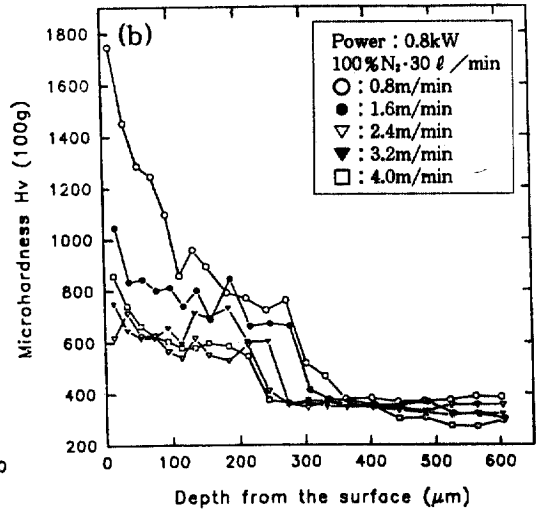 (b)
Power : 0.8kW
100%N₂·30 ℓ/min
○ : 0.8m/min
● : 1.6m/min
▽ : 2.4m/min
▼ : 3.2m/min
□ : 4.0m/min
Microhardness Hv (100g)
1800
1600
1400
1200
1000
800
600
400
200
0 100 200 300 400 500 600
Depth from the surface (μm)